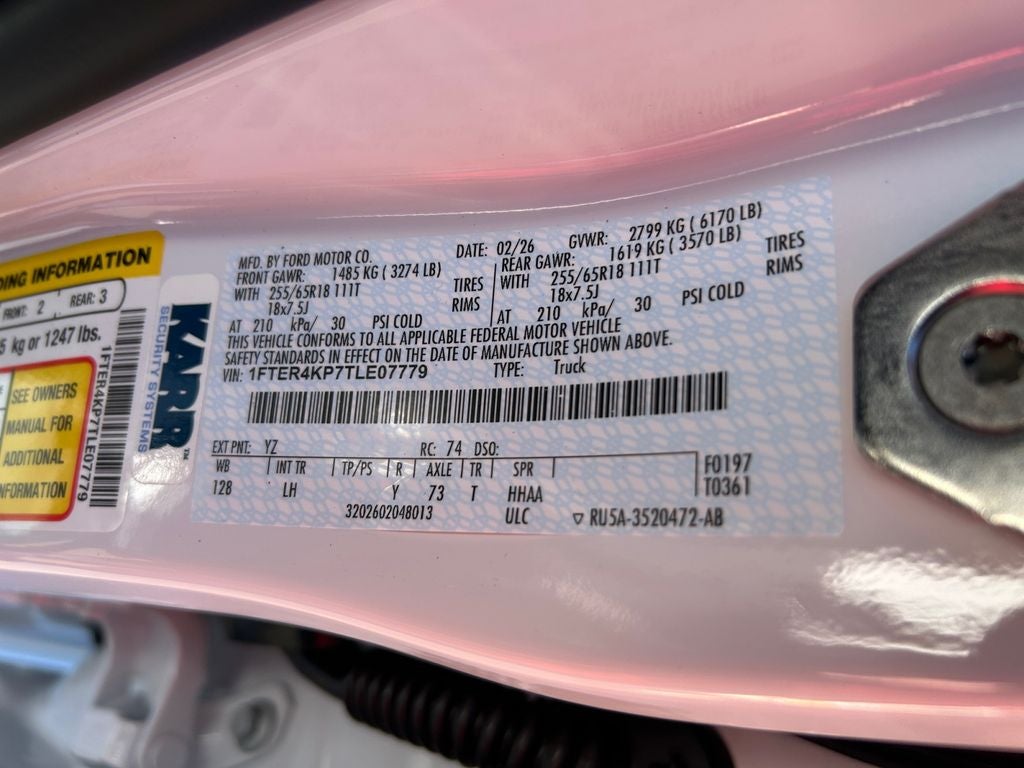 DING INFORMATION
FRONT: 2 REAR: 3
5 kg or 1247 lbs.
SEE OWNERS
MANUAL FOR
ADDITIONAL
INFORMATION
1FTER4KP7TLE07779
KARR™
SECURITY SYSTEMS
MFD. BY FORD MOTOR CO. DATE: 02/26 GVWR: 2799 KG ( 6170 LB)
FRONT GAWR: 1485 KG ( 3274 LB) REAR GAWR: 1619 KG ( 3570 LB)
WITH 255/65R18 111T TIRES WITH 255/65R18 111T TIRES
18x7.5J RIMS 18x7.5J RIMS
AT 210 kPa/ 30 PSI COLD AT 210 kPa/ 30 PSI COLD
THIS VEHICLE CONFORMS TO ALL APPLICABLE FEDERAL MOTOR VEHICLE
SAFETY STANDARDS IN EFFECT ON THE DATE OF MANUFACTURE SHOWN ABOVE.
VIN: 1FTER4KP7TLE07779 TYPE: Truck
EXT PNT: YZ RC: 74 DSO:
WB INT TR TP/PS R AXLE TR SPR F0197
128 LH Y 73 T HHAA T0361
3202602048013 ULC ▽ RU5A-3520472-AB